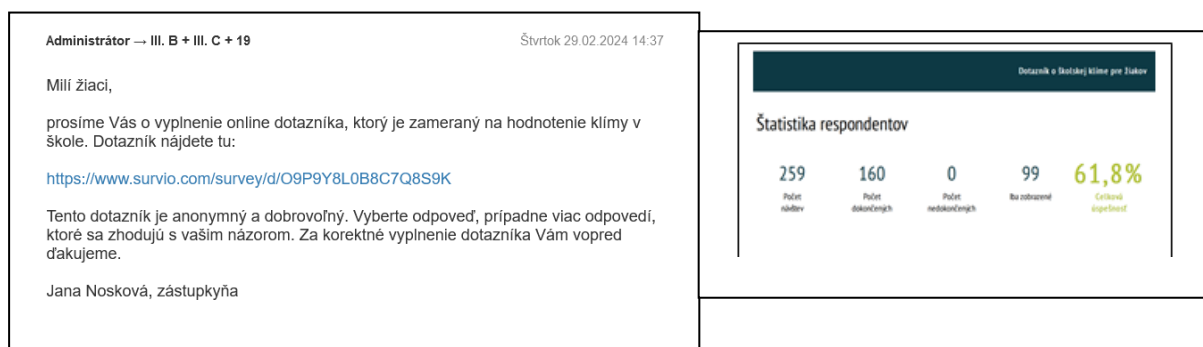 Administrátor → III. B + III. C + 19
Štvrtok 29.02.2024 14:37
Milí žiaci,
prosíme Vás o vyplnenie online dotazníka, ktorý je zameraný na hodnotenie klímy v
škole. Dotazník nájdete tu:
https://www.survio.com/survey/d/O9P9Y8L0B8C7Q8S9K
Tento dotazník je anonymný a dobrovoľný. Vyberte odpoveď, prípadne viac odpovedí,
ktoré sa zhodujú s vašim názorom. Za korektné vyplnenie dotazníka Vám vopred
ďakujeme.
Jana Nosková, zástupkyňa
Dotazník o školskej klíme pre žiakov
Štatistika respondentov
259
Počet
návštev
160
Počet
dokončených
0
Počet
nedokončených
99
Iba zobrazené
61,8%
Celková
úspešnosť